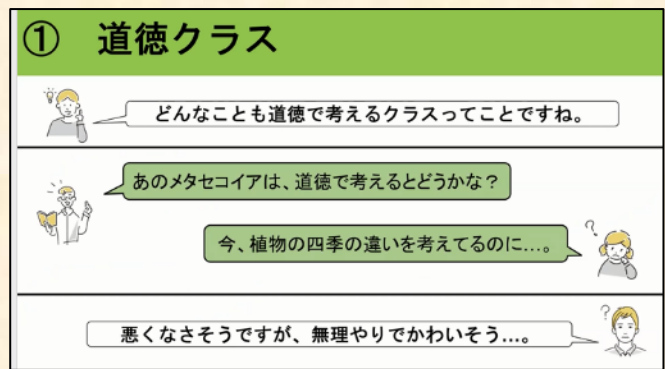 ① 道徳クラス
どんなことも道徳で考えるクラスってことですね。
あのメタセコイアは、道徳で考えるとどうかな？
今、植物の四季の違いを考えてるのに…。
悪くなさそうですが、無理やりでかわいそう…。